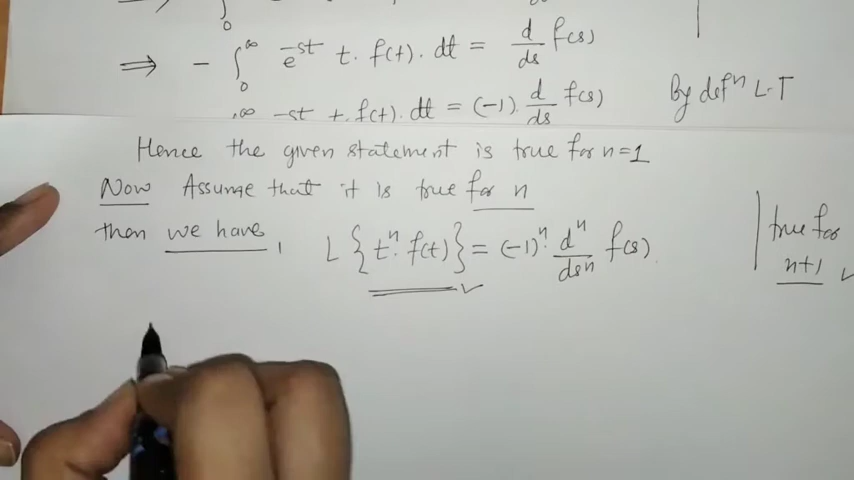 ⇒ - ∫₀^∞ e^-st t. f(t). dt = d/ds f(s)
∞ -st t. f(t). dt = (-1). d/ds f(s) By defⁿ L.T
Hence the given statement is true for n=1
Now Assume that it is true for n
then we have, L{tⁿ. f(t)} = (-1)ⁿ. dⁿ/dsⁿ f(s).
true for
n+1 ✓